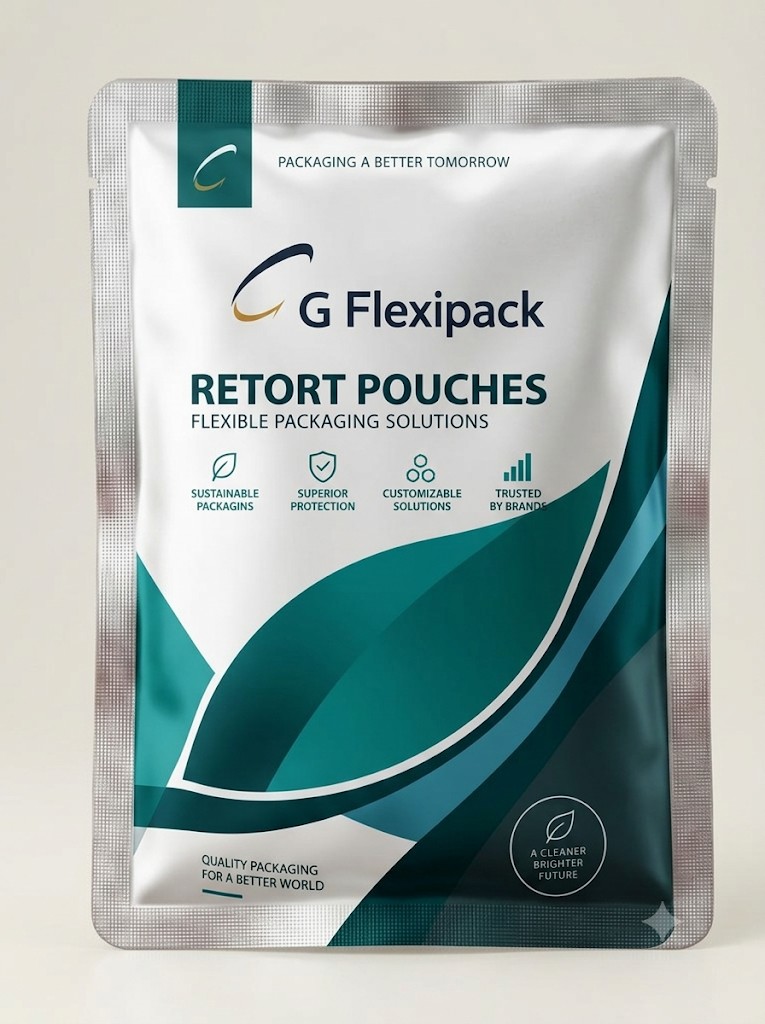 PACKAGING A BETTER TOMORROW
G Flexipack
RETORT POUCHES
FLEXIBLE PACKAGING SOLUTIONS
SUSTAINABLE
PACKAGINS
SUPERIOR
PROTECTION
CUSTOMIZABLE
SOLUTIONS
TRUSTED
BY BRANDS
QUALITY PACKAGING
FOR A BETTER WORLD
A CLEANER
BRIGHTER
FUTURE